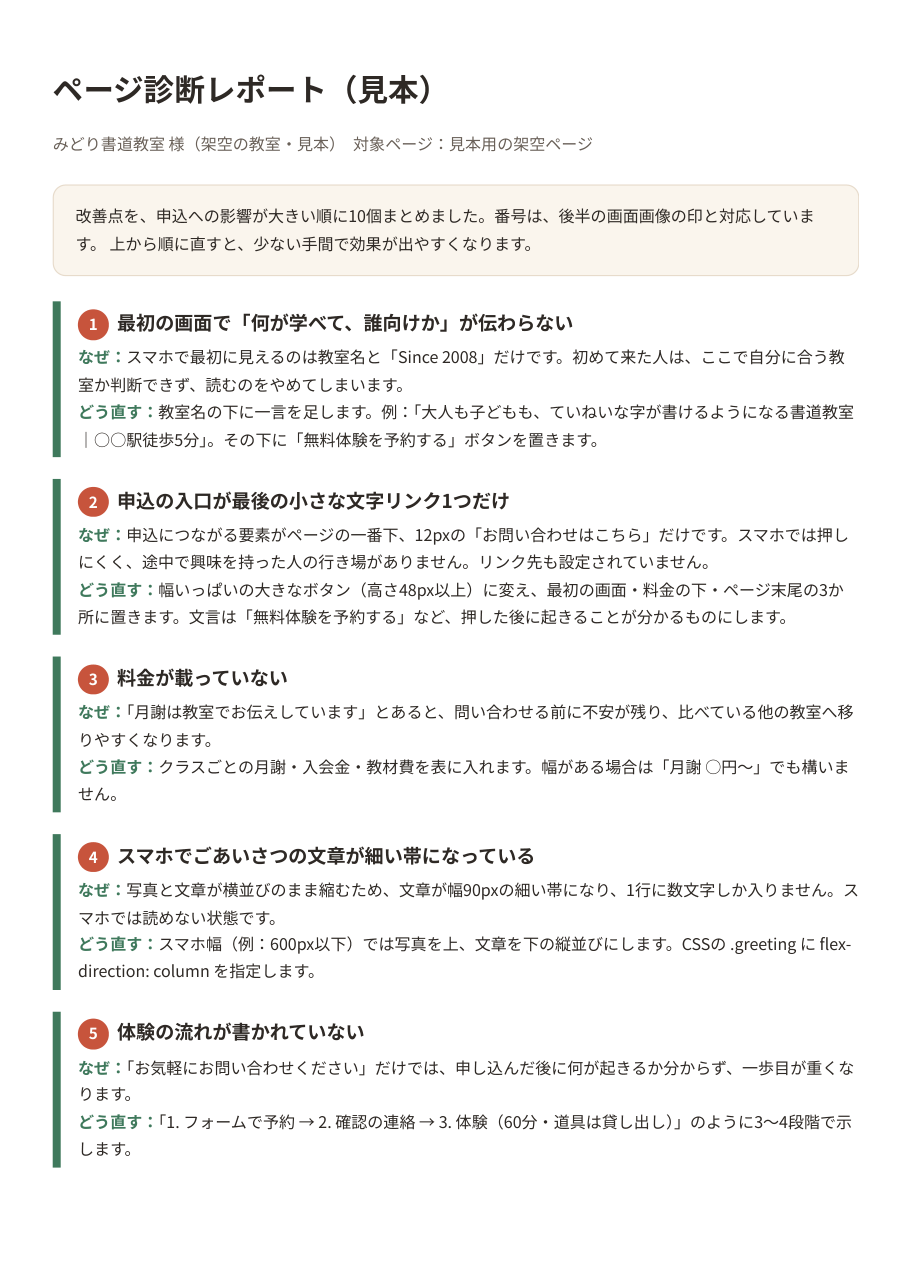 ページ診断レポート（見本）
みどり書道教室 様（架空の教室・見本）　対象ページ：見本用の架空ページ
改善点を、申込への影響が大きい順に10個まとめました。番号は、後半の画面画像の印と対応していま
す。 上から順に直すと、少ない手間で効果が出やすくなります。
1 最初の画面で「何が学べて、誰向けか」が伝わらない
なぜ：スマホで最初に見えるのは教室名と「Since 2008」だけです。初めて来た人は、ここで自分に合う教
室か判断できず、読むのをやめてしまいます。
どう直す：教室名の下に一言を足します。例：「大人も子どもも、ていねいな字が書けるようになる書道教室
｜〇〇駅徒歩5分」。その下に「無料体験を予約する」ボタンを置きます。
2 申込の入口が最後の小さな文字リンク1つだけ
なぜ：申込につながる要素がページの一番下、12pxの「お問い合わせはこちら」だけです。スマホでは押し
にくく、途中で興味を持った人の行き場がありません。リンク先も設定されていません。
どう直す：幅いっぱいの大きなボタン（高さ48px以上）に変え、最初の画面・料金の下・ページ末尾の3か
所に置きます。文言は「無料体験を予約する」など、押した後に起きることが分かるものにします。
3 料金が載っていない
なぜ：「月謝は教室でお伝えしています」とあると、問い合わせる前に不安が残り、比べている他の教室へ移
りやすくなります。
どう直す：クラスごとの月謝・入会金・教材費を表に入れます。幅がある場合は「月謝 〇円〜」でも構いま
せん。
4 スマホでごあいさつの文章が細い帯になっている
なぜ：写真と文章が横並びのまま縮むため、文章が幅90pxの細い帯になり、1行に数文字しか入りません。ス
マホでは読めない状態です。
どう直す：スマホ幅（例：600px以下）では写真を上、文章を下の縦並びにします。CSSの .greeting に flex-
direction: column を指定します。
5 体験の流れが書かれていない
なぜ：「お気軽にお問い合わせください」だけでは、申し込んだ後に何が起きるか分からず、一歩目が重くな
ります。
どう直す：「1. フォームで予約 → 2. 確認の連絡 → 3. 体験（60分・道具は貸し出し）」のように3〜4段階で示
します。